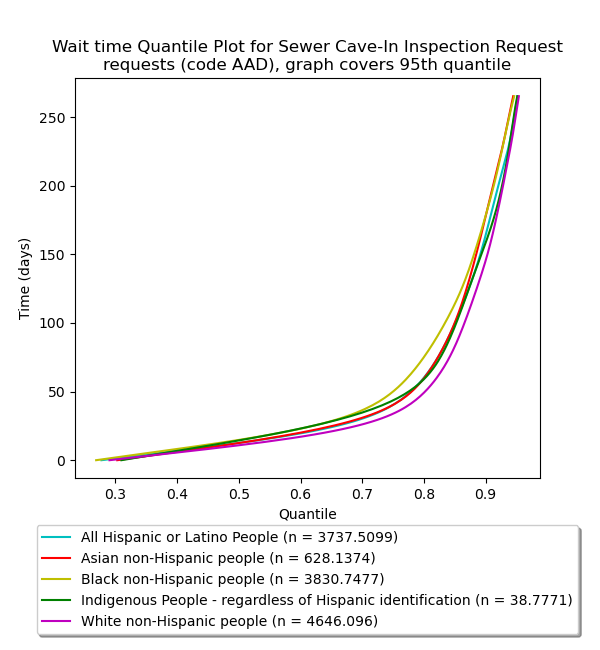 Wait time Quantile Plot for Sewer Cave-In Inspection Request
requests (code AAD), graph covers 95th quantile
250
200
150
100
50
0
Time (days)
0.3 0.4 0.5 0.6 0.7 0.8 0.9
Quantile
All Hispanic or Latino People (n = 3737.5099)
Asian non-Hispanic people (n = 628.1374)
Black non-Hispanic people (n = 3830.7477)
Indigenous People - regardless of Hispanic identification (n = 38.7771)
White non-Hispanic people (n = 4646.096)